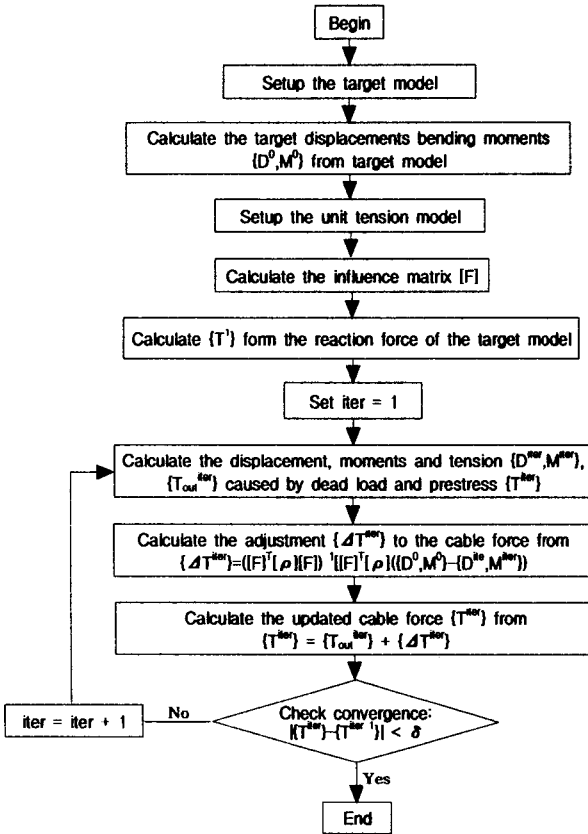 Begin
Setup the target model
Calculate the target displacements bending moments
{D⁰,M⁰} from target model
Setup the unit tension model
Calculate the influence matrix [F]
Calculate {T¹} form the reaction force of the target model
Set iter = 1
Calculate the displacement, moments and tension {Dⁱᵗᵉʳ,Mⁱᵗᵉʳ},
{Tₒᵤₜⁱᵗᵉʳ} caused by dead load and prestress {Tⁱᵗᵉʳ}
Calculate the adjustment {ΔTⁱᵗᵉʳ} to the cable force from
{ΔTⁱᵗᵉʳ}=([F]ᵀ[ρ][F]) ¹[[F]ᵀ[ρ]({D⁰,M⁰}-{Dⁱᵗᵉ,Mⁱᵗᵉʳ})
Calculate the updated cable force {Tⁱᵗᵉʳ} from
{Tⁱᵗᵉʳ} = {Tₒᵤₜⁱᵗᵉʳ} + {ΔTⁱᵗᵉʳ}
Check convergence:
|{Tⁱᵗᵉʳ}-{Tⁱᵗᵉʳ ¹}| < δ
No
iter = iter + 1
Yes
End